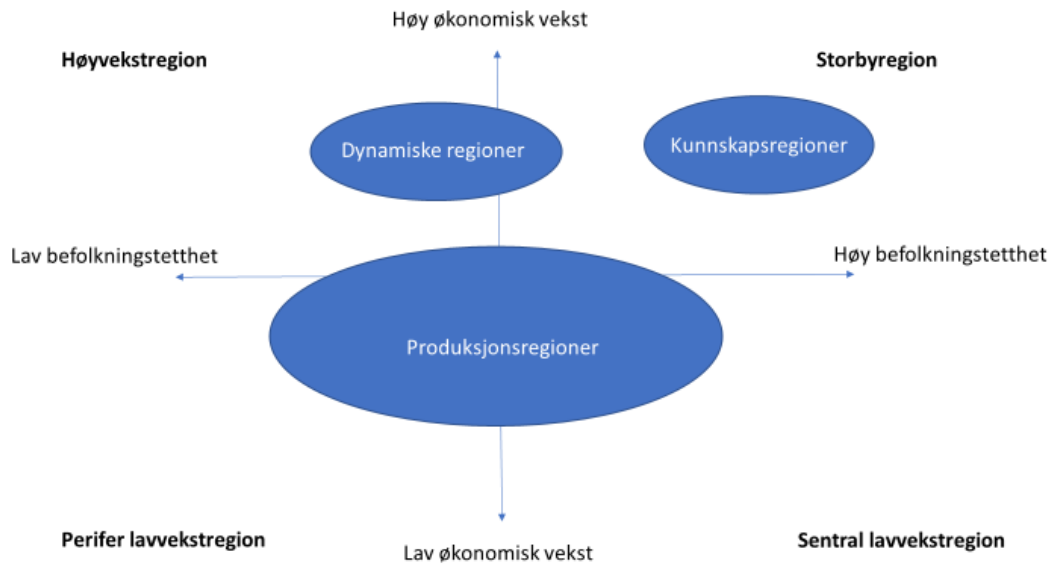 Høy økonomisk vekst
Høyvekstregion
Storbyregion
Dynamiske regioner
Kunnskapsregioner
Lav befolkningstetthet
Høy befolkningstetthet
Produksjonsregioner
Perifer lavvekstregion
Lav økonomisk vekst
Sentral lavvekstregion